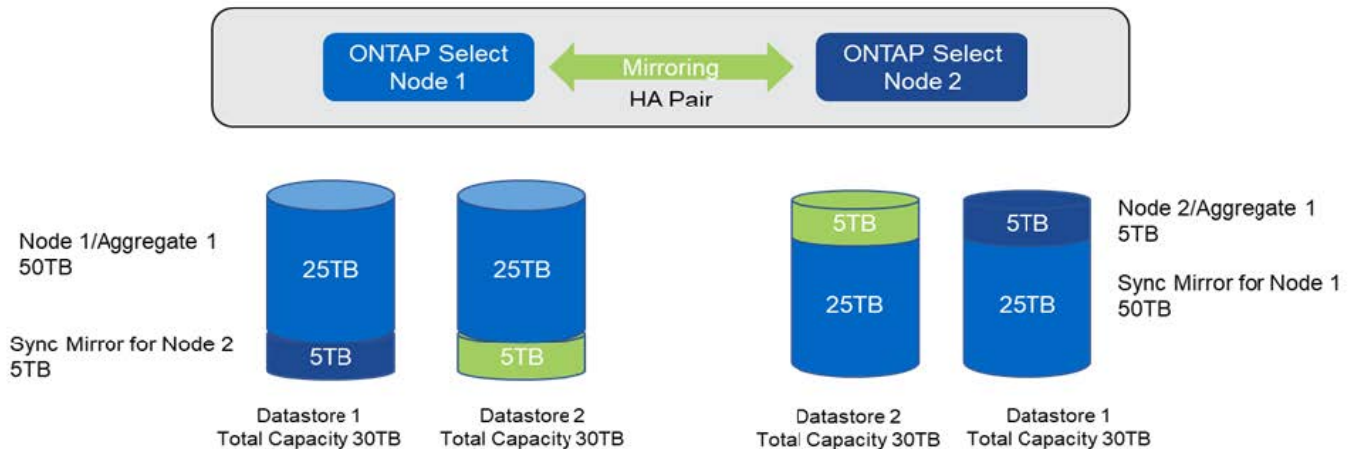 ONTAP Select
Node 1
Mirroring
HA Pair
ONTAP Select
Node 2
Node 1/Aggregate 1
50TB
Sync Mirror for Node 2
5TB
25TB
5TB
25TB
5TB
5TB
25TB
5TB
25TB
Node 2/Aggregate 1
5TB
Sync Mirror for Node 1
50TB
Datastore 1
Total Capacity 30TB
Datastore 2
Total Capacity 30TB
Datastore 2
Total Capacity 30TB
Datastore 1
Total Capacity 30TB